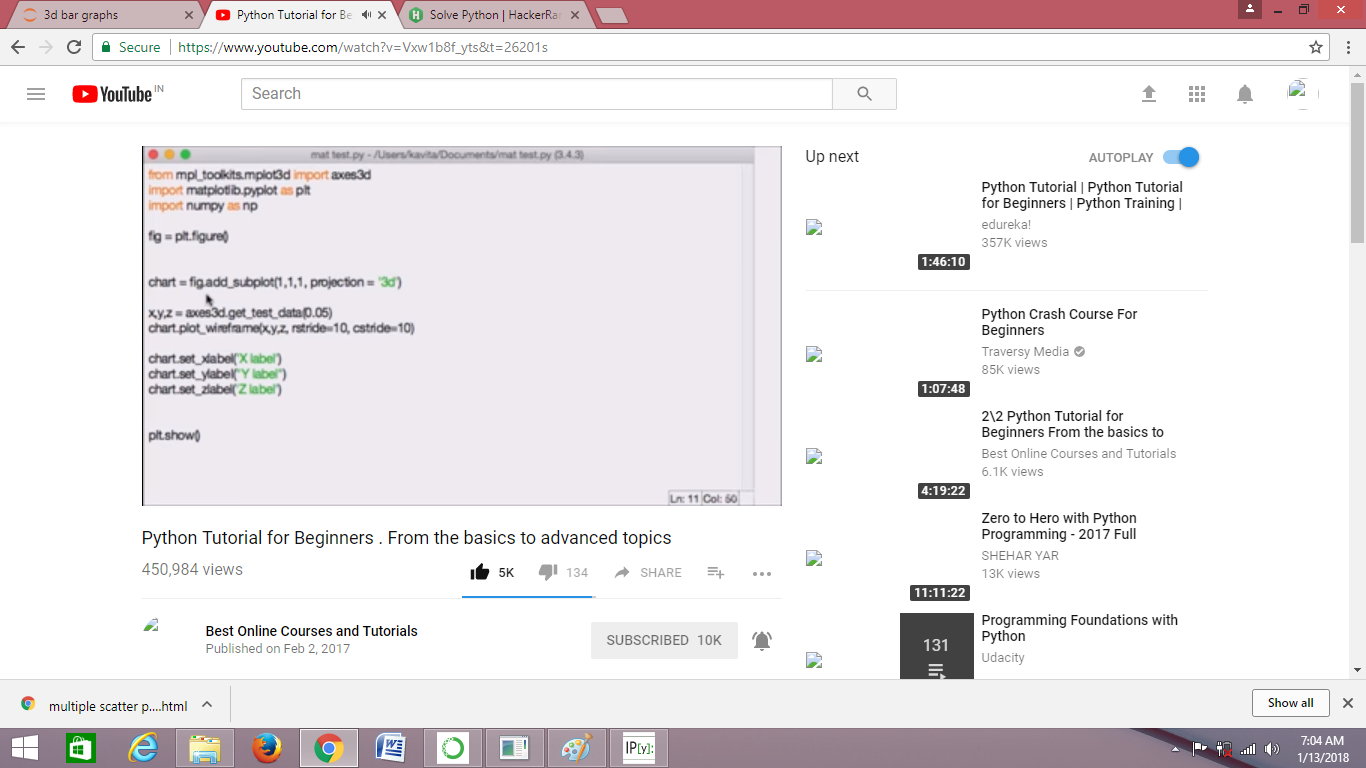 3d bar graphs
Python Tutorial for Be
Solve Python | HackerRan
Secure
https://www.youtube.com/watch?v=Vxw1b8f_yts&t=26201s
YouTube IN
Search
mat test.py - /Users/kavita/Documents/mat test.py (3.4.3)
from mpl_toolkits.mplot3d import axes3d
import matplotlib.pyplot as plt
import numpy as np
fig = plt.figure()
chart = fig.add_subplot(1,1,1, projection = '3d')
x,y,z = axes3d.get_test_data(0.05)
chart.plot_wireframe(x,y,z, rstride=10, cstride=10)
chart.set_xlabel('X label')
chart.set_ylabel("Y label")
chart.set_zlabel('Z label')
plt.show()
Ln: 11 Col: 50
Python Tutorial for Beginners . From the basics to advanced topics
450,984 views
5K
134
SHARE
Best Online Courses and Tutorials
Published on Feb 2, 2017
SUBSCRIBED 10K
Up next
AUTOPLAY
Python Tutorial | Python Tutorial
for Beginners | Python Training |
edureka!
357K views
1:46:10
Python Crash Course For
Beginners
Traversy Media
85K views
1:07:48
2\2 Python Tutorial for
Beginners From the basics to
Best Online Courses and Tutorials
6.1K views
4:19:22
Zero to Hero with Python
Programming - 2017 Full
SHEHAR YAR
13K views
11:11:22
Programming Foundations with
Python
Udacity
131
multiple scatter p....html
Show all
IP[y]:
7:04 AM
1/13/2018